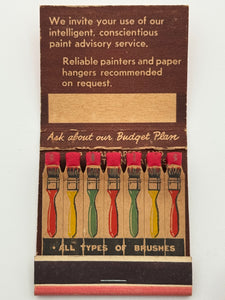 We invite your use of our
intelligent, conscientious
paint advisory service.
Reliable painters and paper
hangers recommended
on request.
Ask about our Budget Plan
• ALL TYPES OF BRUSHES